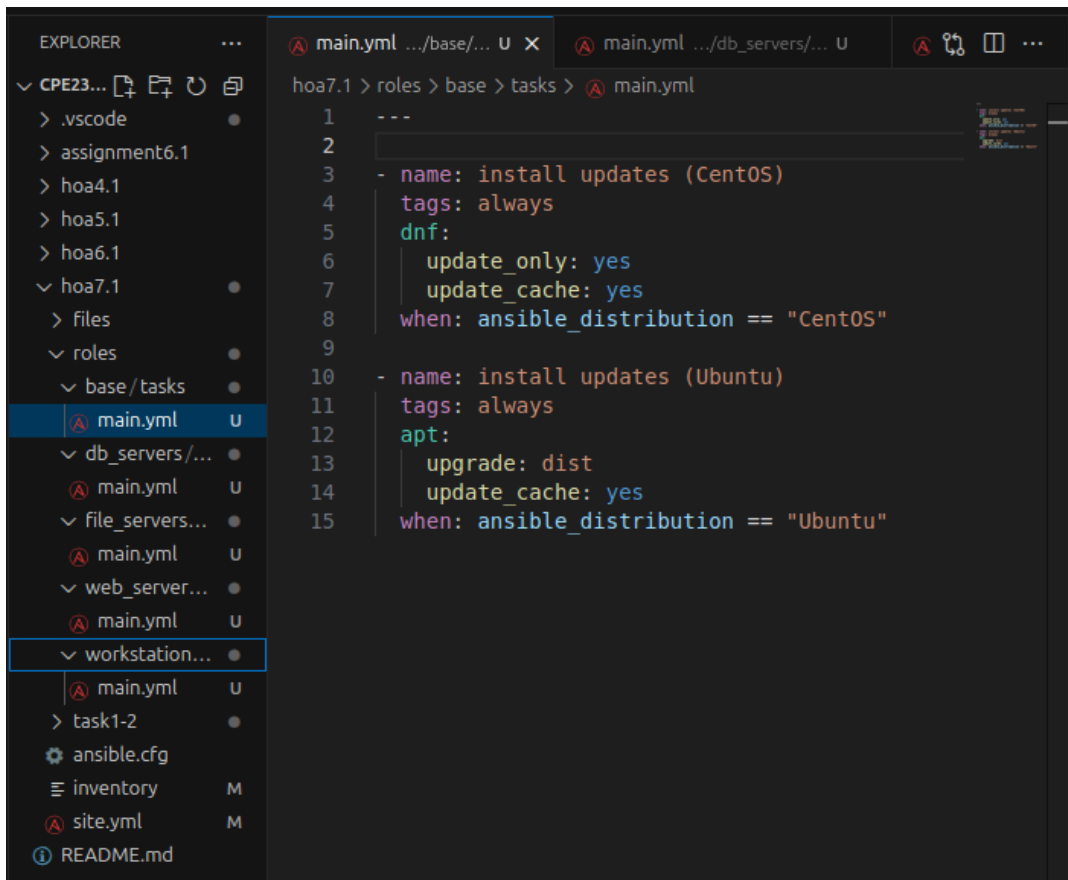 EXPLORER
CPE23...
.vscode
assignment6.1
hoa4.1
hoa5.1
hoa6.1
hoa7.1
files
roles
base/tasks
main.yml U
db_servers/...
main.yml U
file_servers...
main.yml U
web_server...
main.yml U
workstation...
main.yml U
task1-2
ansible.cfg
inventory M
site.yml M
README.md
main.yml .../base/... U
main.yml .../db_servers/... U
hoa7.1 > roles > base > tasks > main.yml
1 ---
2
3 - name: install updates (CentOS)
4 tags: always
5 dnf:
6 update_only: yes
7 update_cache: yes
8 when: ansible_distribution == "CentOS"
9
10 - name: install updates (Ubuntu)
11 tags: always
12 apt:
13 upgrade: dist
14 update_cache: yes
15 when: ansible_distribution == "Ubuntu"